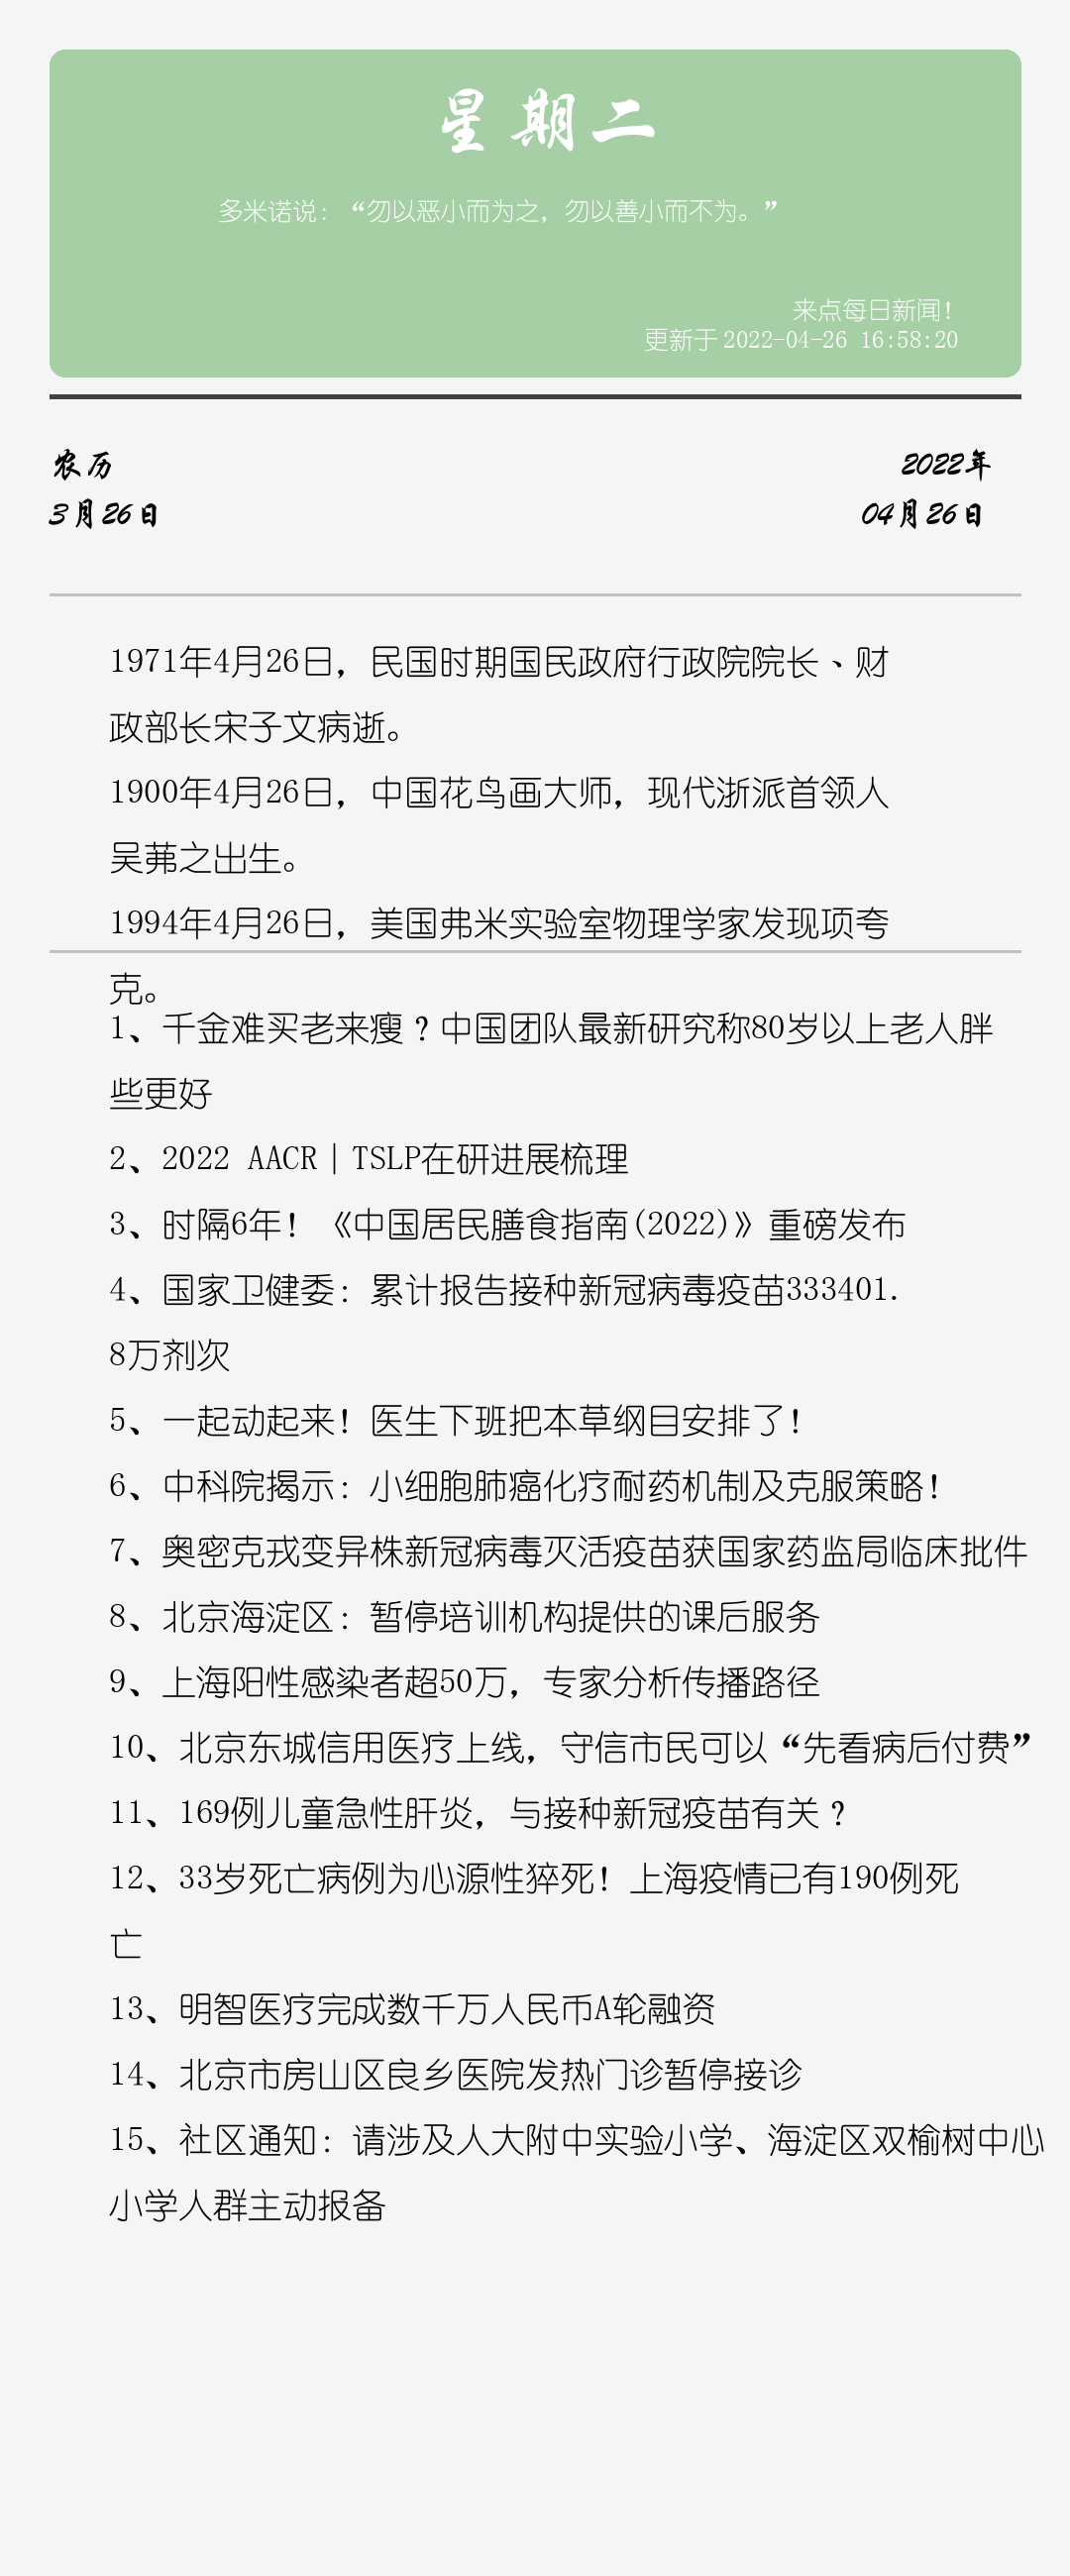 星期二
多米诺说：“勿以恶小而为之，勿以善小而不为。”
来点每日新闻！
更新于 2022-04-26 16:58:20
农历
2022年
3月26日
04月26日
1971年4月26日，民国时期国民政府行政院院长、财
政部长宋子文病逝。
1900年4月26日，中国花鸟画大师，现代浙派首领人
吴茀之出生。
1994年4月26日，美国弗米实验室物理学家发现项夸
克。
1、千金难买老来瘦？中国团队最新研究称80岁以上老人胖
些更好
2、2022 AACR｜TSLP在研进展梳理
3、时隔6年！《中国居民膳食指南(2022)》重磅发布
4、国家卫健委：累计报告接种新冠病毒疫苗333401.
8万剂次
5、一起动起来！医生下班把本草纲目安排了！
6、中科院揭示：小细胞肺癌化疗耐药机制及克服策略！
7、奥密克戎变异株新冠病毒灭活疫苗获国家药监局临床批件
8、北京海淀区：暂停培训机构提供的课后服务
9、上海阳性感染者超50万，专家分析传播路径
10、北京东城信用医疗上线，守信市民可以“先看病后付费”
11、169例儿童急性肝炎，与接种新冠疫苗有关？
12、33岁死亡病例为心源性猝死！上海疫情已有190例死
亡
13、明智医疗完成数千万人民币A轮融资
14、北京市房山区良乡医院发热门诊暂停接诊
15、社区通知：请涉及人大附中实验小学、海淀区双榆树中心
小学人群主动报备